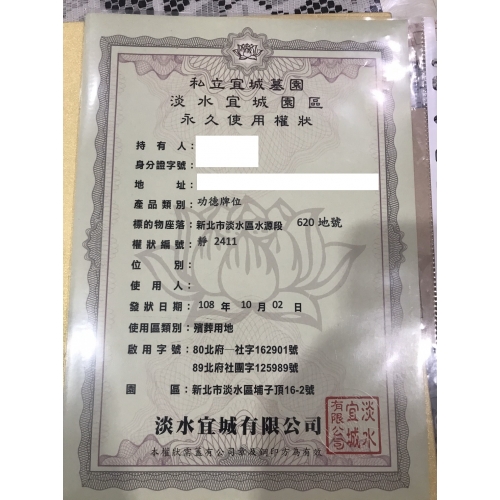 私立宜城墓園
淡水宜城園區
永久使用權狀
持有人：
身分證字號：
地址：
產品類別：功德牌位
標的物座落：新北市淡水區水源段 620 地號
權狀編號：靜 2411
位別：
使用人：
發狀日期：108 年 10 月 02 日
使用區類別：殯葬用地
啟用字號：80北府一社字162901號
89北府社團字125989號
園區：新北市淡水區埔子頂16-2號
淡水宜城有限公司
淡水宜城有限公司
本權狀需蓋有公司章及鋼印方為有效